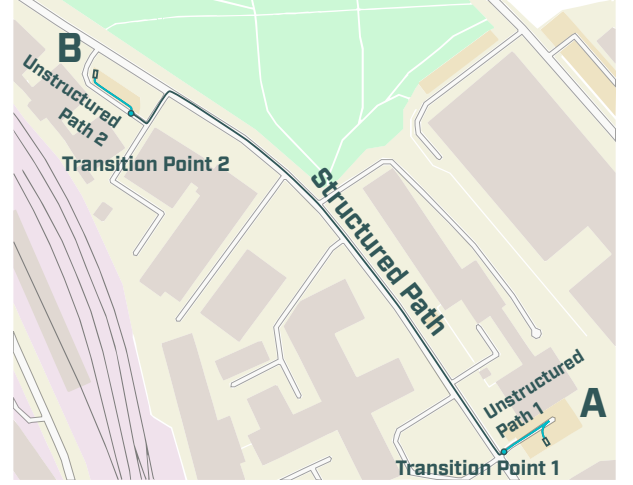 B
Unstructured
Path 2
Transition Point 2
Structured Path
Unstructured
Path 1
A
Transition Point 1